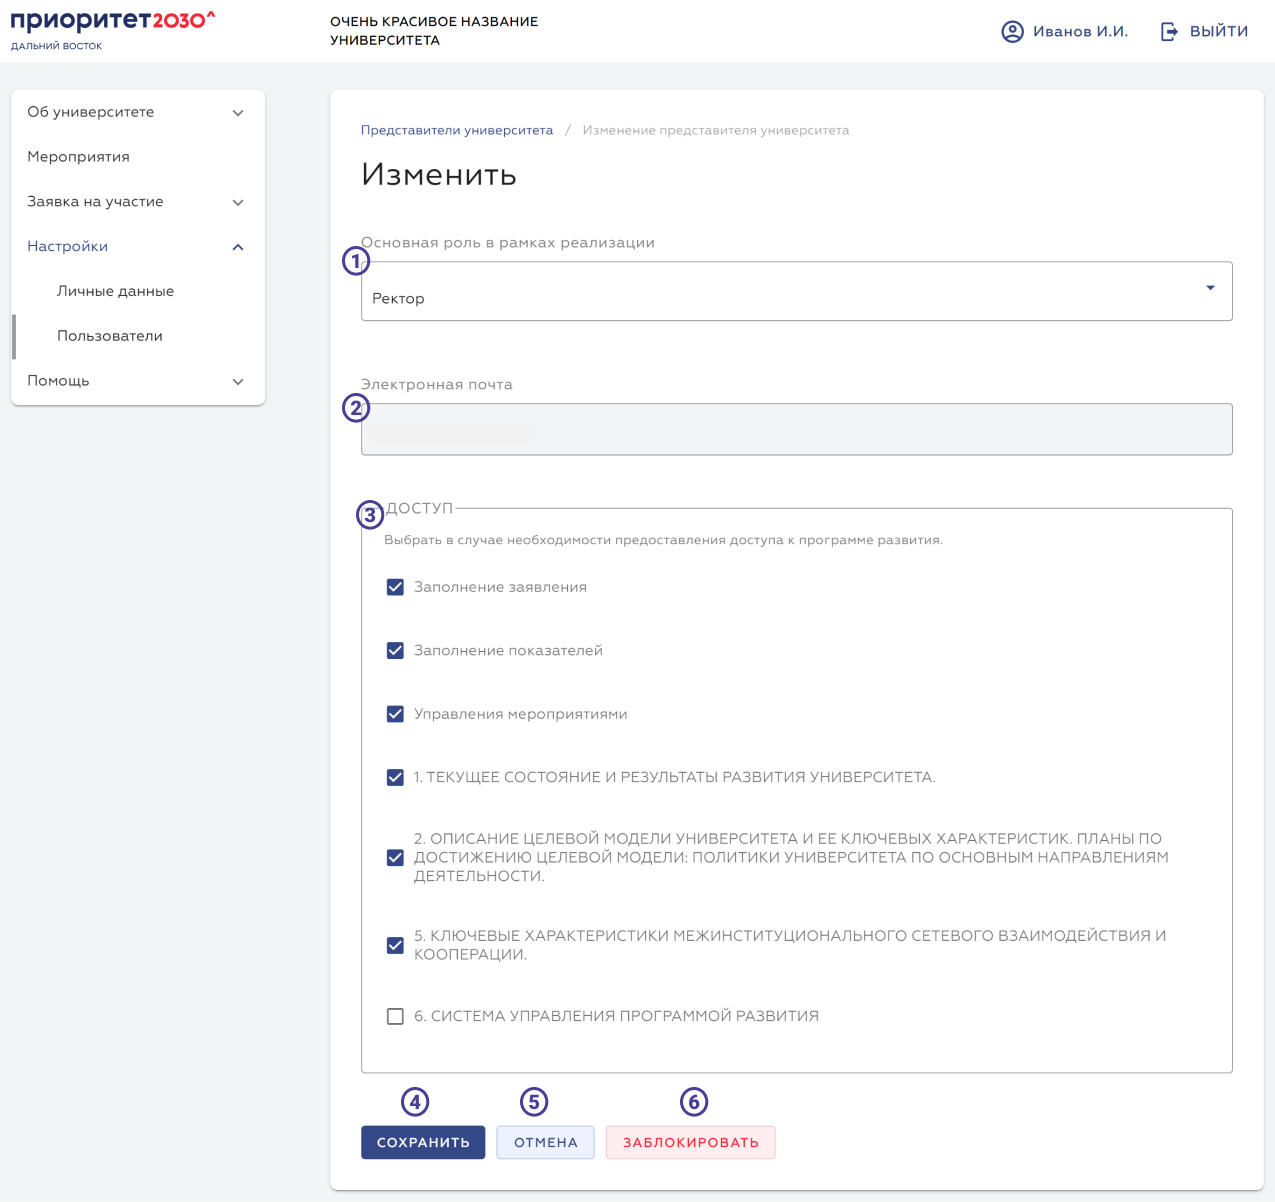 приоритет2030^
ДАЛЬНИЙ ВОСТОК
ОЧЕНЬ КРАСИВОЕ НАЗВАНИЕ
УНИВЕРСИТЕТА
Иванов И.И.
ВЫЙТИ
Об университете
Мероприятия
Заявка на участие
Настройки
Личные данные
Пользователи
Помощь
Представители университета / Изменение представителя университета
Изменить
Основная роль в рамках реализации
1
Ректор
Электронная почта
2
3
ДОСТУП
Выбрать в случае необходимости предоставления доступа к программе развития.
Заполнение заявления
Заполнение показателей
Управления мероприятиями
1. ТЕКУЩЕЕ СОСТОЯНИЕ И РЕЗУЛЬТАТЫ РАЗВИТИЯ УНИВЕРСИТЕТА.
2. ОПИСАНИЕ ЦЕЛЕВОЙ МОДЕЛИ УНИВЕРСИТЕТА И ЕЕ КЛЮЧЕВЫХ ХАРАКТЕРИСТИК. ПЛАНЫ ПО
ДОСТИЖЕНИЮ ЦЕЛЕВОЙ МОДЕЛИ: ПОЛИТИКИ УНИВЕРСИТЕТА ПО ОСНОВНЫМ НАПРАВЛЕНИЯМ
ДЕЯТЕЛЬНОСТИ.
5. КЛЮЧЕВЫЕ ХАРАКТЕРИСТИКИ МЕЖИНСТИТУЦИОНАЛЬНОГО СЕТЕВОГО ВЗАИМОДЕЙСТВИЯ И
КООПЕРАЦИИ.
6. СИСТЕМА УПРАВЛЕНИЯ ПРОГРАММОЙ РАЗВИТИЯ
4
5
6
СОХРАНИТЬ
ОТМЕНА
ЗАБЛОКИРОВАТЬ